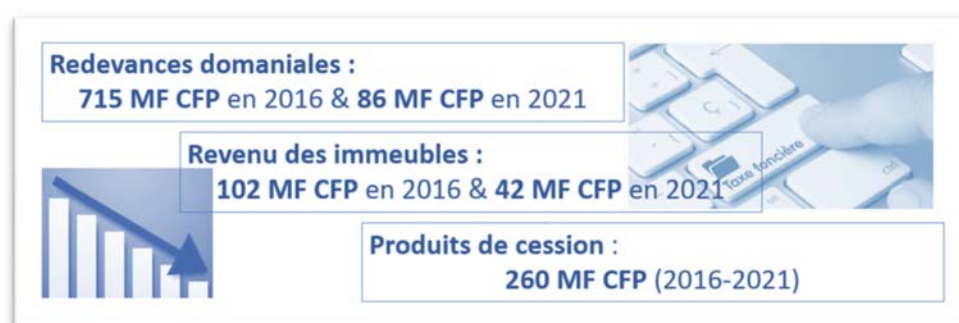 Redevances domaniales :
715 MF CFP en 2016 & 86 MF CFP en 2021
Revenu des immeubles :
102 MF CFP en 2016 & 42 MF CFP en 2021
Produits de cession :
260 MF CFP (2016-2021)
Ç
Taxe foncière
ctrl